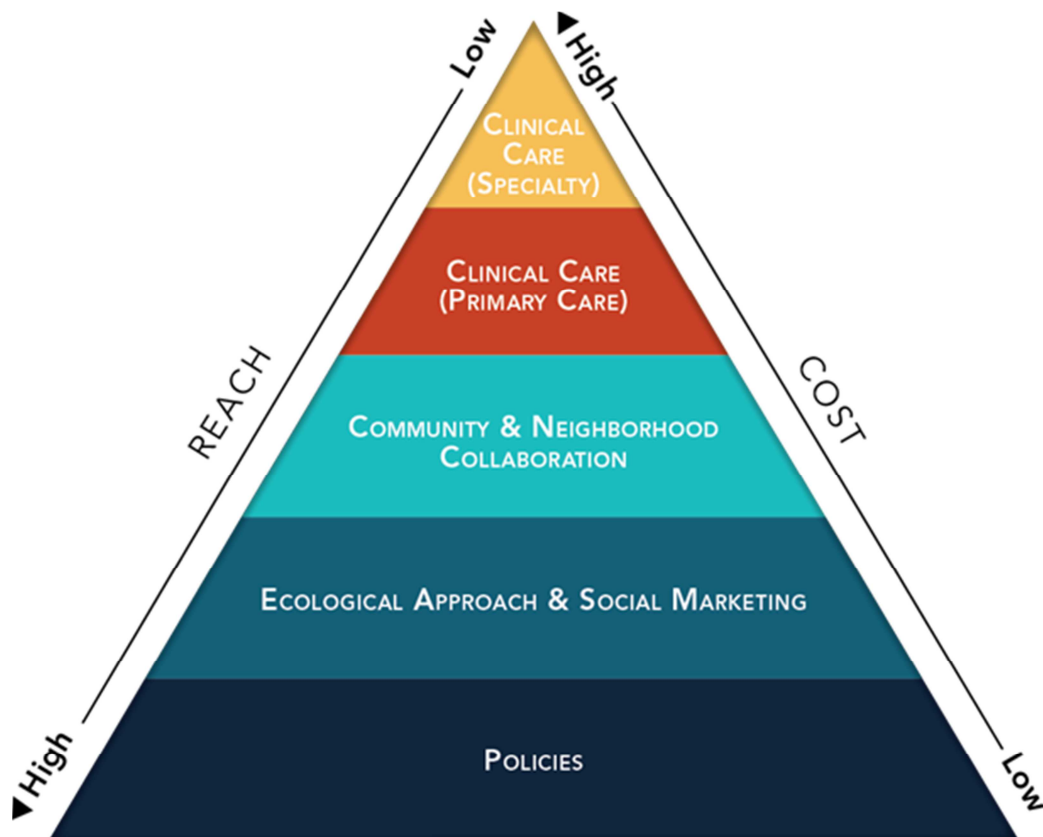 Low
High
Clinical
Care
(Specialty)
Clinical Care
(Primary Care)
REACH
COST
Community & Neighborhood
Collaboration
Ecological Approach & Social Marketing
High
Low
Policies